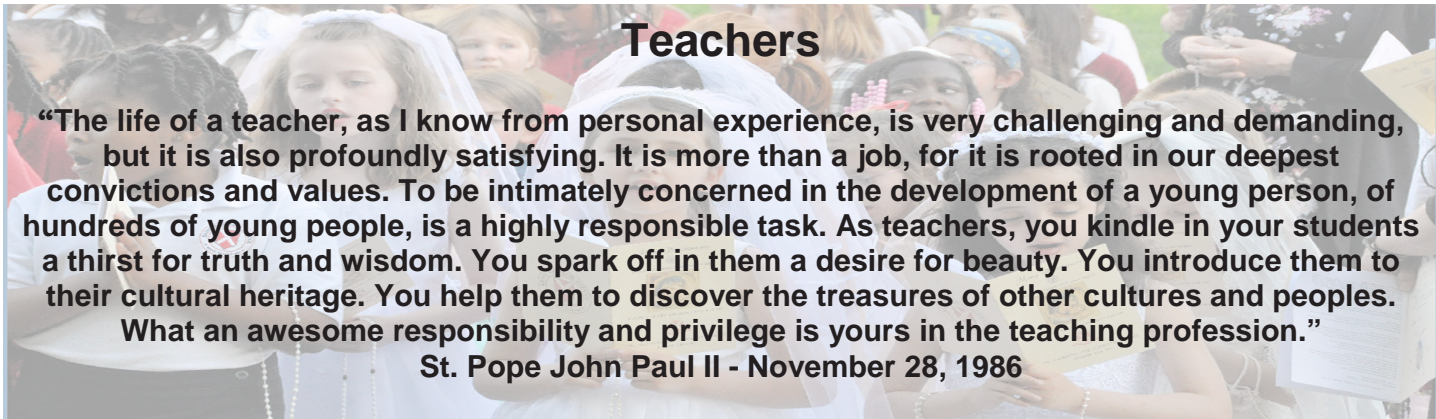 Teachers
“The life of a teacher, as I know from personal experience, is very challenging and demanding,
but it is also profoundly satisfying. It is more than a job, for it is rooted in our deepest
convictions and values. To be intimately concerned in the development of a young person, of
hundreds of young people, is a highly responsible task. As teachers, you kindle in your students
a thirst for truth and wisdom. You spark off in them a desire for beauty. You introduce them to
their cultural heritage. You help them to discover the treasures of other cultures and peoples.
What an awesome responsibility and privilege is yours in the teaching profession.”
St. Pope John Paul II - November 28, 1986